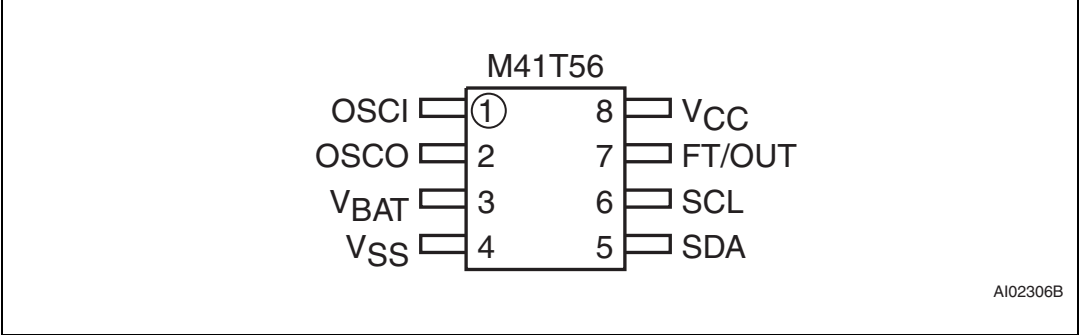 M41T56
OSCI 1 8 VCC
OSCO 2 7 FT/OUT
VBAT 3 6 SCL
VSS 4 5 SDA
AI02306B